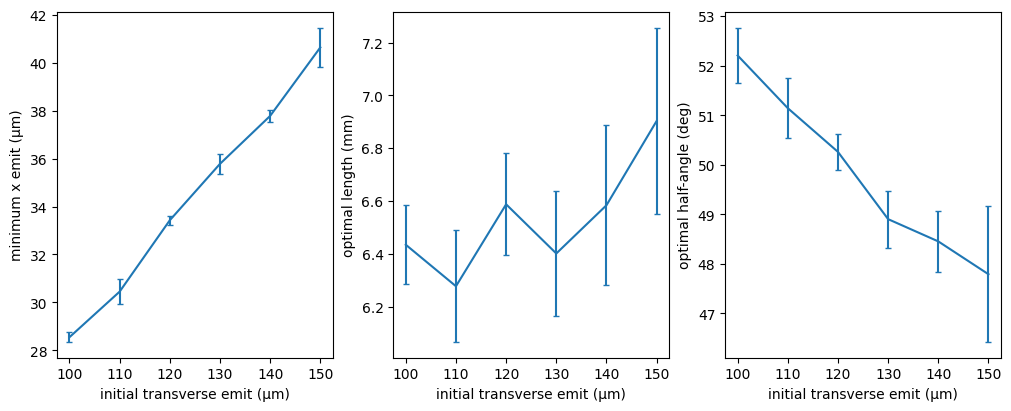 minimum x emit (μm)
42
40
38
36
34
32
30
28
100 110 120 130 140 150
initial transverse emit (μm)
optimal length (mm)
7.2
7.0
6.8
6.6
6.4
6.2
100 110 120 130 140 150
initial transverse emit (μm)
optimal half-angle (deg)
53
52
51
50
49
48
47
100 110 120 130 140 150
initial transverse emit (μm)